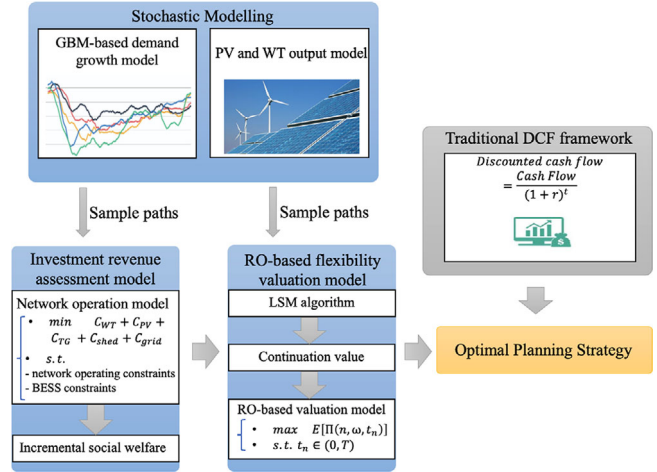 Stochastic Modelling
GBM-based demand
growth model
PV and WT output model
Sample paths
Sample paths
Traditional DCF framework
Discounted cash flow
= Cash Flow
(1 + r)^t
Investment revenue
assessment model
Network operation model
• min C_WT + C_PV +
C_TG + C_shed + C_grid
• s.t.
- network operating constraints
- BESS constraints
Incremental social welfare
RO-based flexibility
valuation model
LSM algorithm
Continuation value
RO-based valuation model
• max E[Π(n, ω, t_n)]
• s.t. t_n ∈ (0, T)
Optimal Planning Strategy